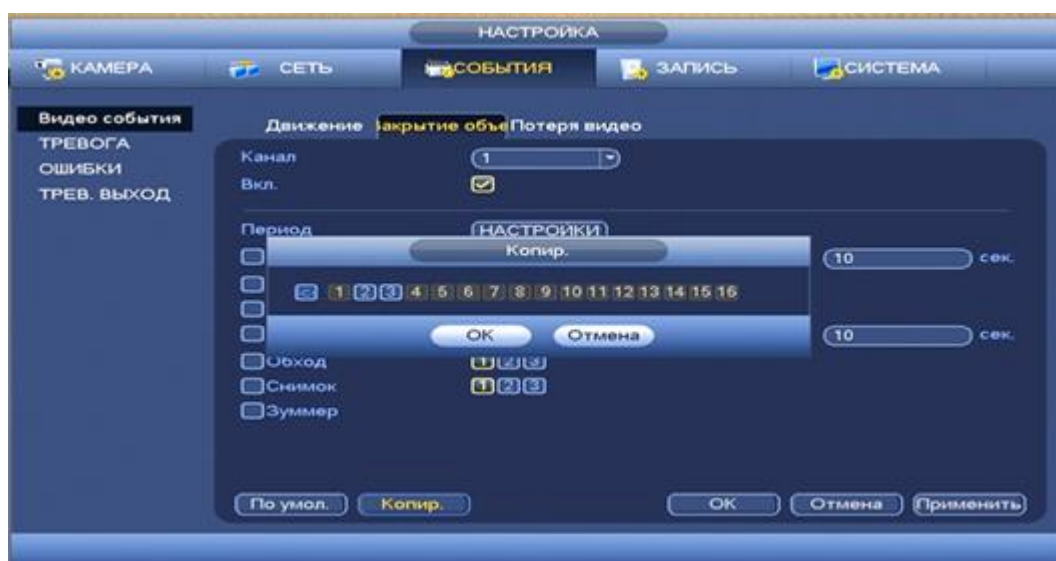 НАСТРОЙКА
КАМЕРА СЕТЬ СОБЫТИЯ ЗАПИСЬ СИСТЕМА
Видео события
ТРЕВОГА
ОШИБКИ
ТРЕВ. ВЫХОД
Движение Закрытие объе Потеря видео
Канал 1
Вкл.
Период НАСТРОЙКИ
Копир.
10 сек.
1 2 3 4 5 6 7 8 9 10 11 12 13 14 15 16
OK Отмена
10 сек.
Обход 1 2 3
Снимок 1 2 3
Зуммер
По умол. Копир. OK Отмена Применить